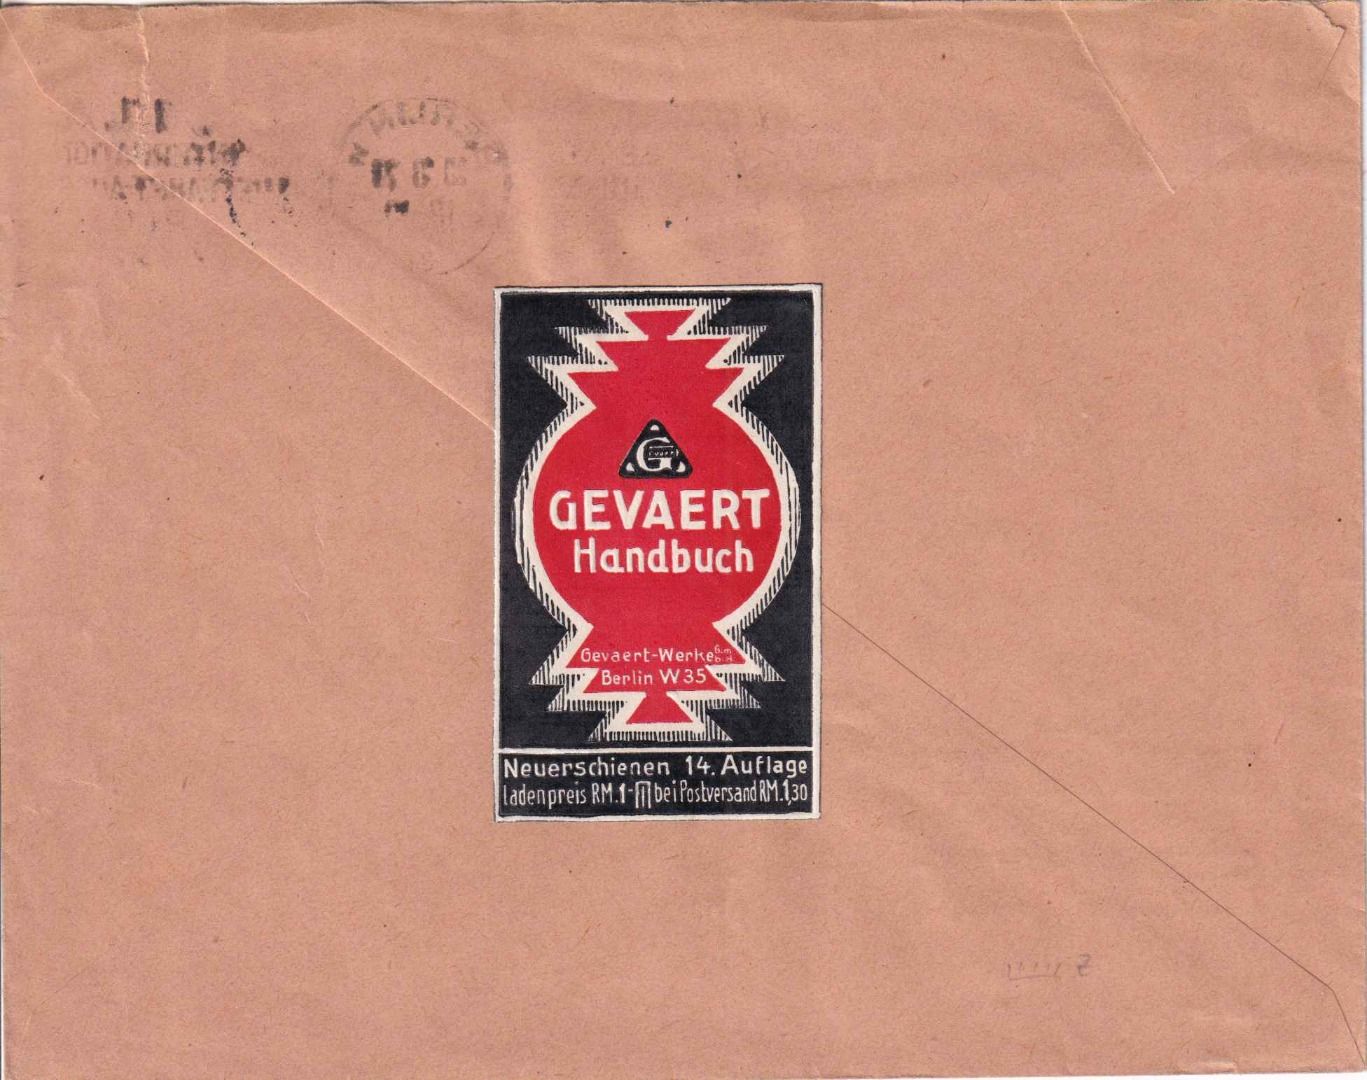 GEVAERT
Handbuch
Gevaert-Werke G.m.b.H.
Berlin W35
Neuerschienen 14. Auflage
Ladenpreis RM.1- bei Postversand RM.1,30